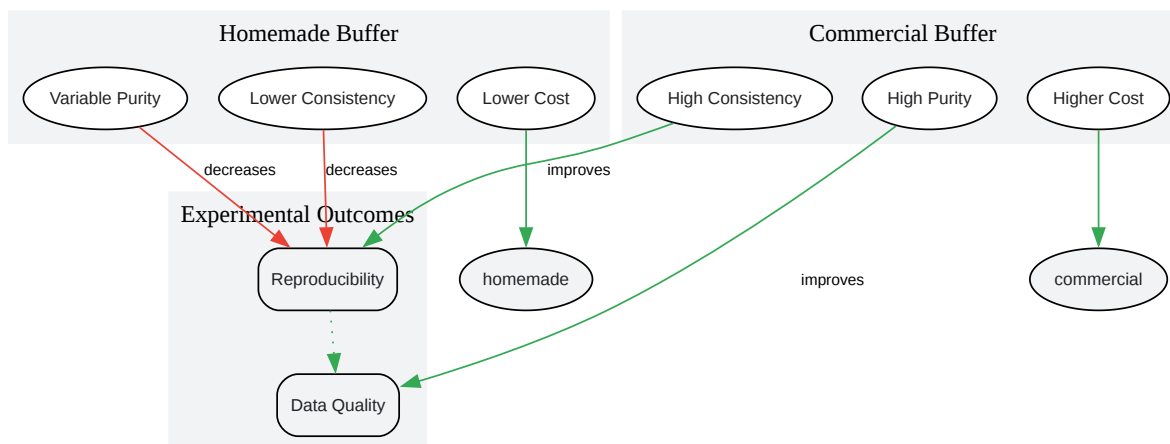 Homemade Buffer
Commercial Buffer
Variable Purity
Lower Consistency
Lower Cost
High Consistency
High Purity
Higher Cost
decreases
decreases
improves
Experimental Outcomes
Reproducibility
homemade
improves
commercial
Data Quality